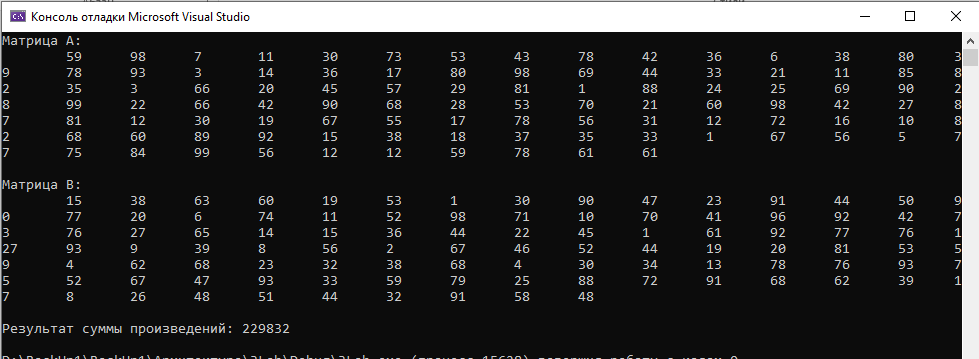 Консоль отладки Microsoft Visual Studio
Матрица A:
59 98 7 11 30 73 53 43 78 42 36 6 38 80 3
9 78 93 3 14 36 17 80 98 69 44 33 21 11 85 8
2 35 3 66 20 45 57 29 81 1 88 24 25 69 90 2
8 99 22 66 42 90 68 28 53 70 21 60 98 42 27 8
7 81 12 30 19 67 55 17 78 56 31 12 72 16 10 8
2 68 60 89 92 15 38 18 37 35 33 1 67 56 5 7
7 75 84 99 56 12 12 59 78 61 61
Матрица B:
15 38 63 60 19 53 1 30 90 47 23 91 44 50 9
0 77 20 6 74 11 52 98 71 10 70 41 96 92 42 7
3 76 27 65 14 15 36 44 22 45 1 61 92 77 76 1
27 93 9 39 8 56 2 67 46 52 44 19 20 81 53 5
9 4 62 68 23 32 38 68 4 30 34 13 78 76 93 7
5 52 67 47 93 33 59 79 25 88 72 91 68 62 39 1
7 8 26 48 51 44 32 91 58 48
Результат суммы произведений: 229832